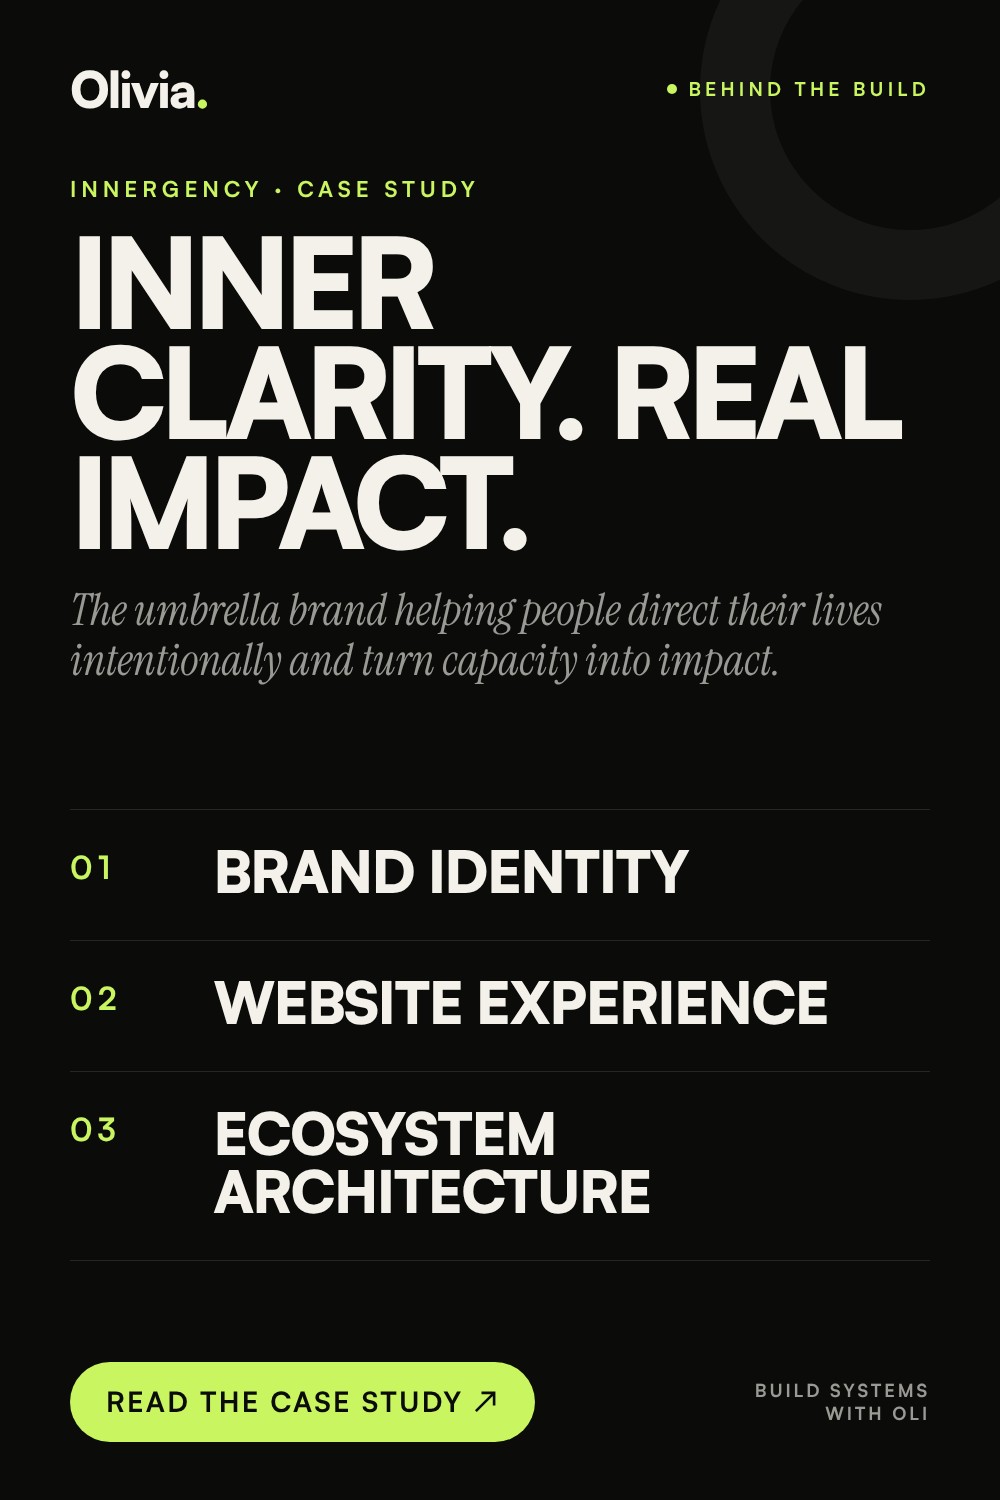 Olivia.
• BEHIND THE BUILD
INNERGENCY • CASE STUDY
INNER
CLARITY. REAL
IMPACT.
The umbrella brand helping people direct their lives
intentionally and turn capacity into impact.
01
BRAND IDENTITY
02
WEBSITE EXPERIENCE
03
ECOSYSTEM
ARCHITECTURE
READ THE CASE STUDY ↗
BUILD SYSTEMS
WITH OLI